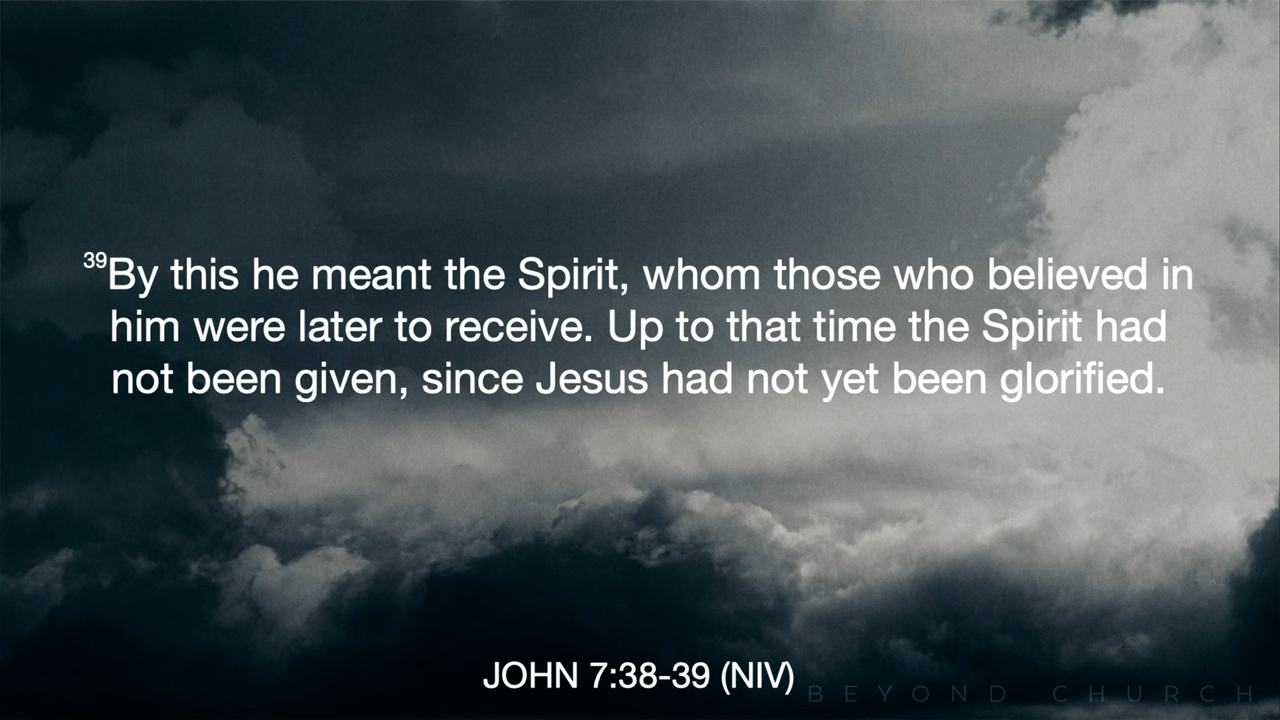 39By this he meant the Spirit, whom those who believed in
him were later to receive. Up to that time the Spirit had
not been given, since Jesus had not yet been glorified.
JOHN 7:38-39 (NIV)
BEYOND CHURCH